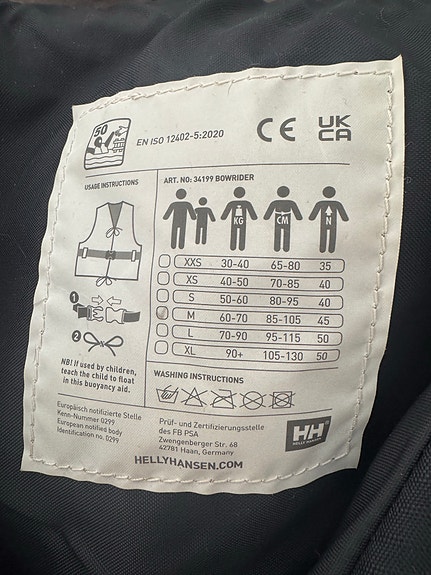 50
EN ISO 12402-5:2020
CE UK
CA
USAGE INSTRUCTIONS
ART. NO: 34199 BOWRIDER
KG CM N
XXS 30-40 65-80 35
XS 40-50 70-85 40
S 50-60 80-95 40
M 60-70 85-105 45
L 70-90 95-115 50
XL 90+ 105-130 50
1
2
NB! If used by children,
teach the child to float
in this buoyancy aid.
WASHING INSTRUCTIONS
Europäisch notifizierte Stelle
Kenn-Nummer 0299
European notified body
Identification no. 0299
Prüf- und Zertifizierungsstelle
des FB PSA
Zwengenberger Str. 68
42781 Haan, Germany
HH
HELLY HANSEN
HELLYHANSEN.COM